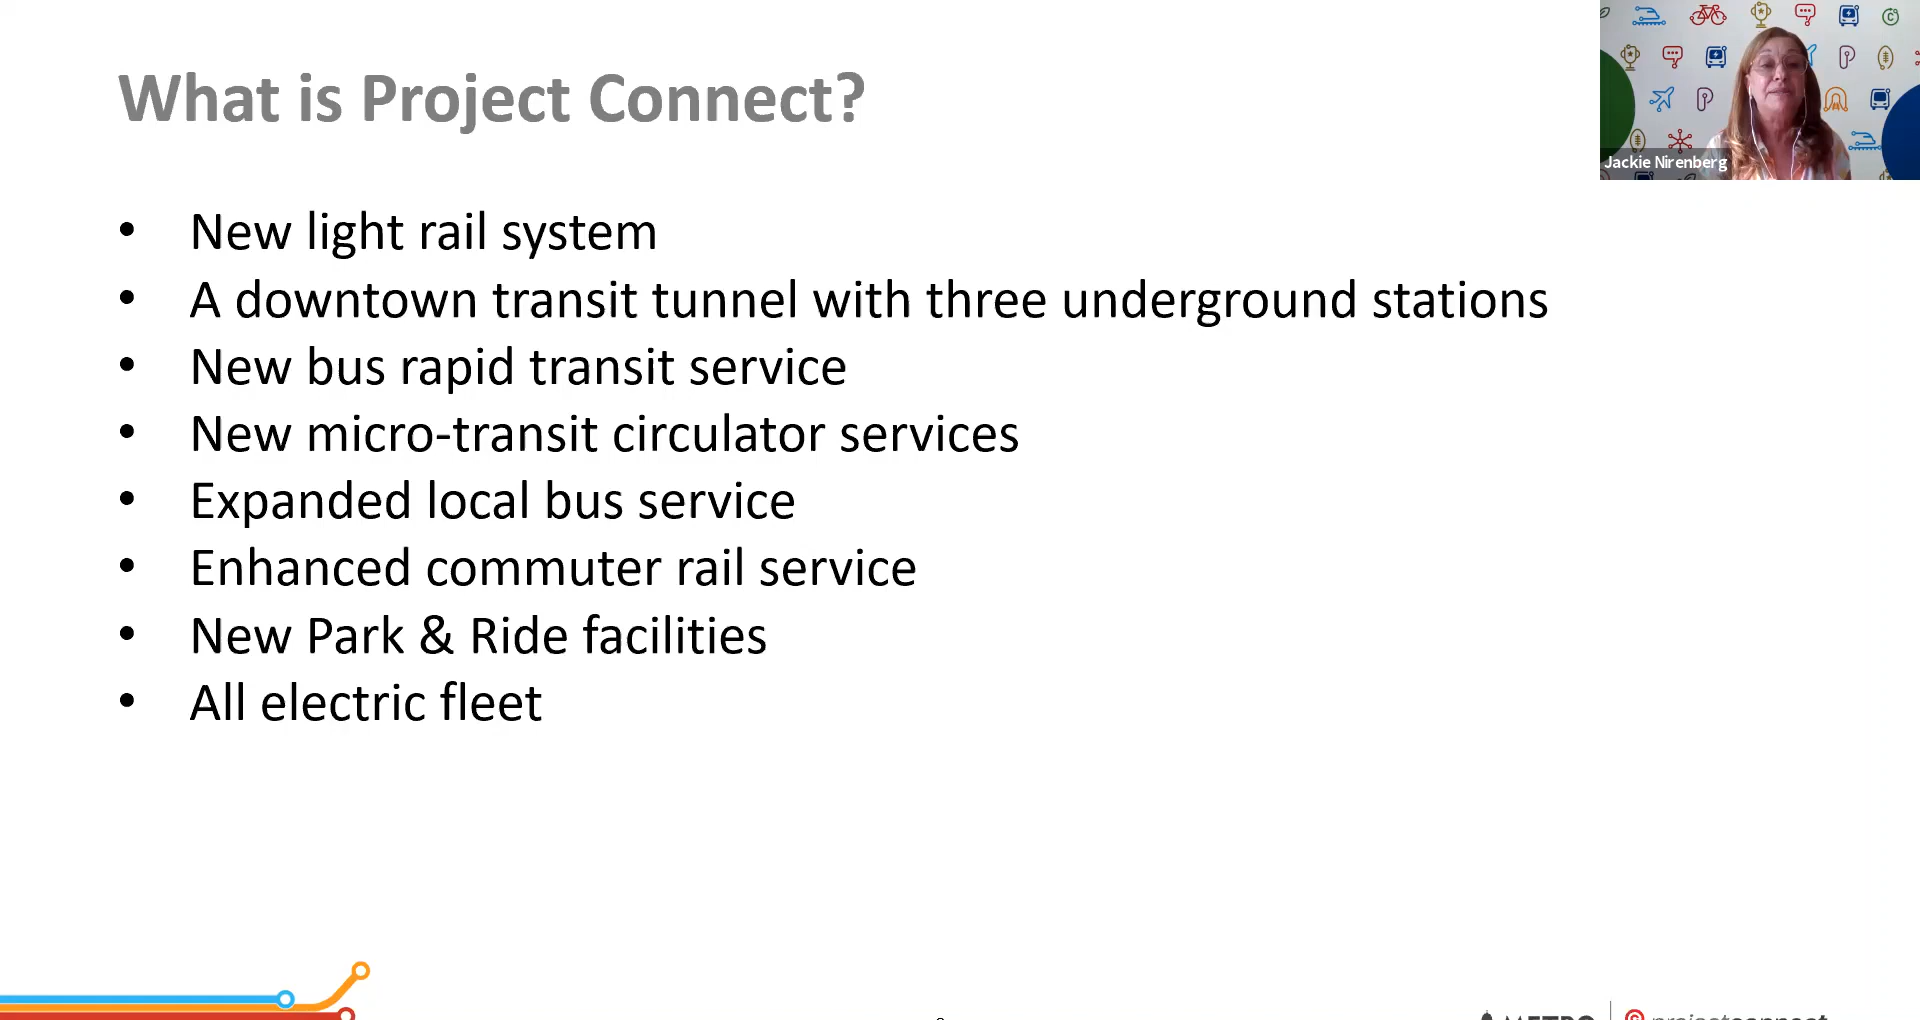 What is Project Connect?
Jackie Nirenberg
• New light rail system
• A downtown transit tunnel with three underground stations
• New bus rapid transit service
• New micro-transit circulator services
• Expanded local bus service
• Enhanced commuter rail service
• New Park & Ride facilities
• All electric fleet
METRO projectconnect